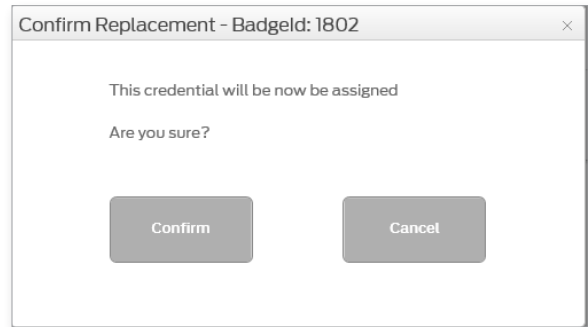 Confirm Replacement - BadgeId: 1802
This credential will be now be assigned
Are you sure?
Confirm
Cancel